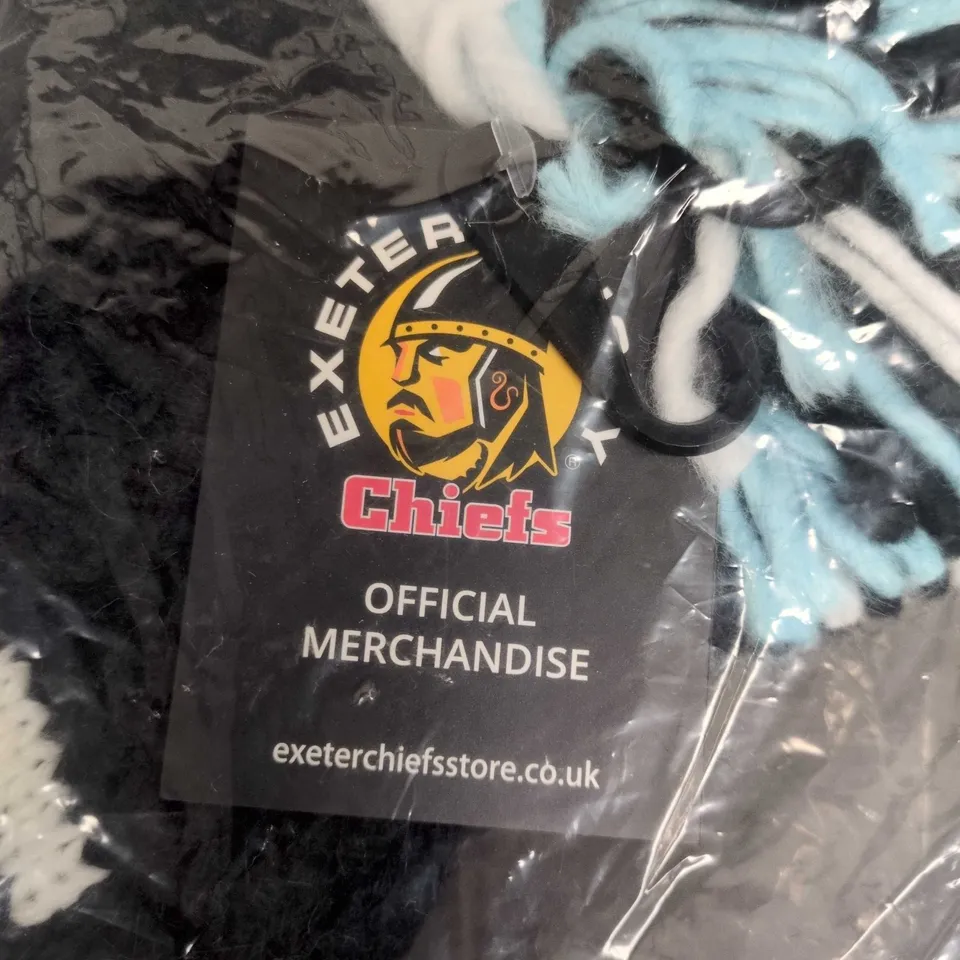 EXETER
Chiefs
®
OFFICIAL
MERCHANDISE
exeterchiefsstore.co.uk